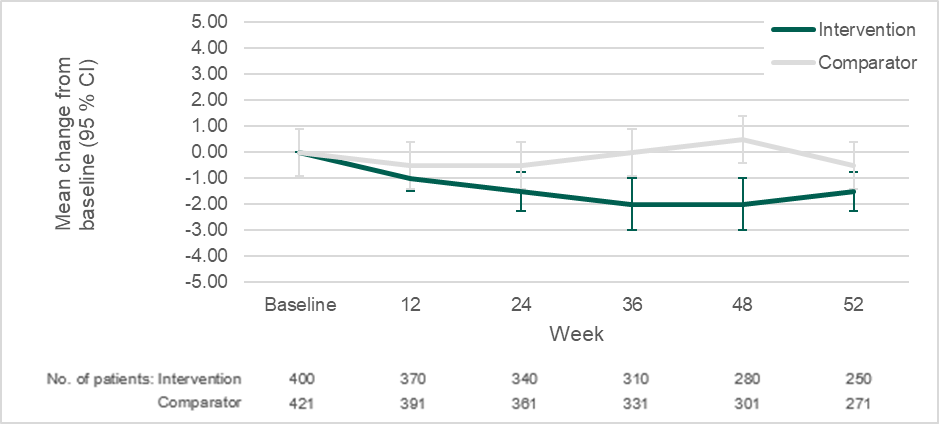 5.00
4.00
3.00
2.00
1.00
0.00
-1.00
-2.00
-3.00
-4.00
-5.00
Mean change from
baseline (95 % CI)
Intervention
Comparator
Baseline 12 24 36 48 52
Week
No. of patients: Intervention 400 370 340 310 280 250
Comparator 421 391 361 331 301 271